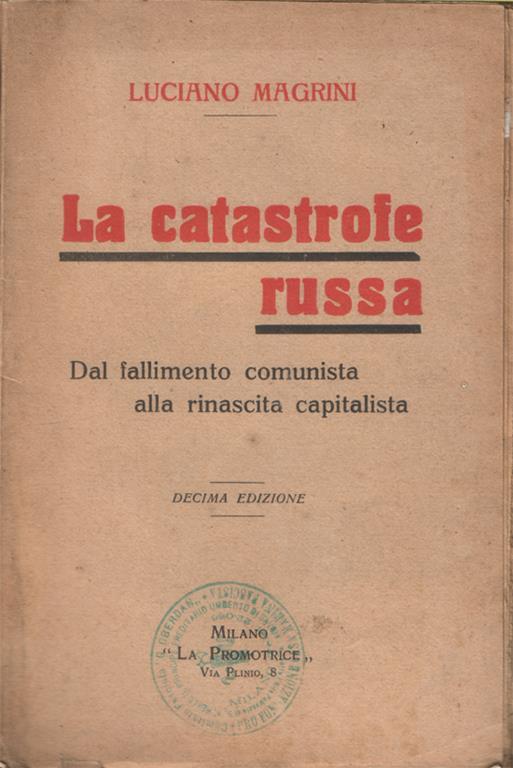 LUCIANO MAGRINI
La catastrofe
russa
Dal fallimento comunista
alla rinascita capitalista
DECIMA EDIZIONE
MILANO
“ LA PROMOTRICE „
VIA PLINIO, 8
G. OBERDAN